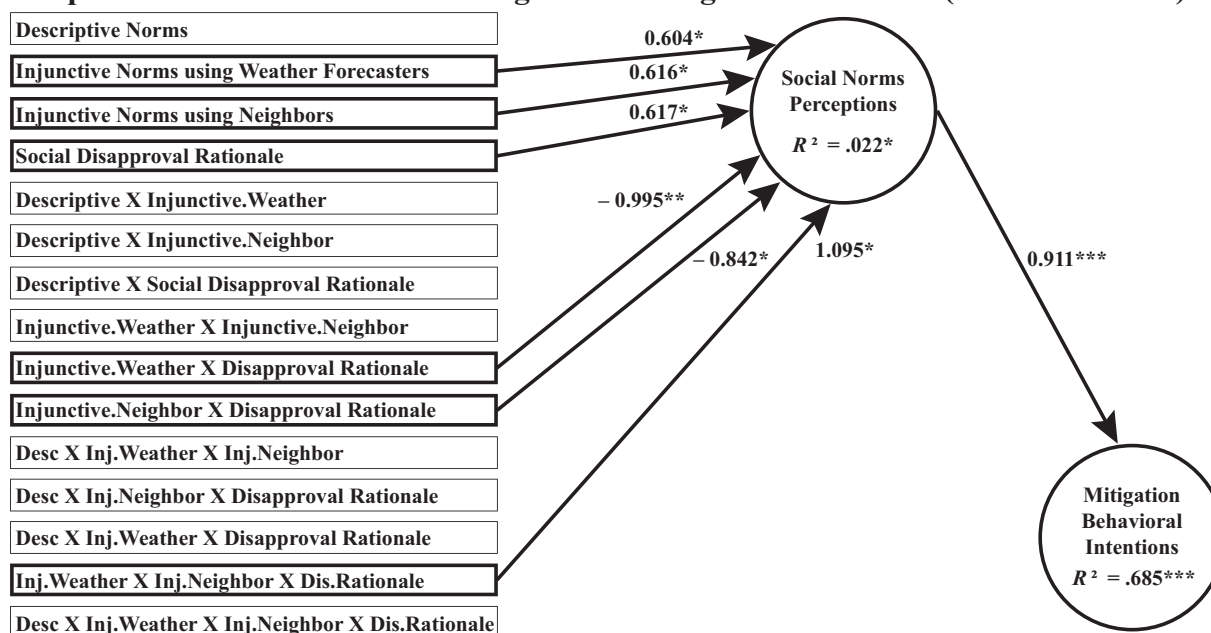 Descriptive Norms
Injunctive Norms using Weather Forecasters
Injunctive Norms using Neighbors
Social Disapproval Rationale
Descriptive X Injunctive.Weather
Descriptive X Injunctive.Neighbor
Descriptive X Social Disapproval Rationale
Injunctive.Weather X Injunctive.Neighbor
Injunctive.Weather X Disapproval Rationale
Injunctive.Neighbor X Disapproval Rationale
Desc X Inj.Weather X Inj.Neighbor
Desc X Inj.Neighbor X Disapproval Rationale
Desc X Inj.Weather X Disapproval Rationale
Inj.Weather X Inj.Neighbor X Dis.Rationale
Desc X Inj.Weather X Inj.Neighbor X Dis.Rationale
0.604*
0.616*
0.617*
– 0.995**
– 0.842*
1.095*
Social Norms
Perceptions
R² = .022*
0.911***
Mitigation
Behavioral
Intentions
R² = .685***